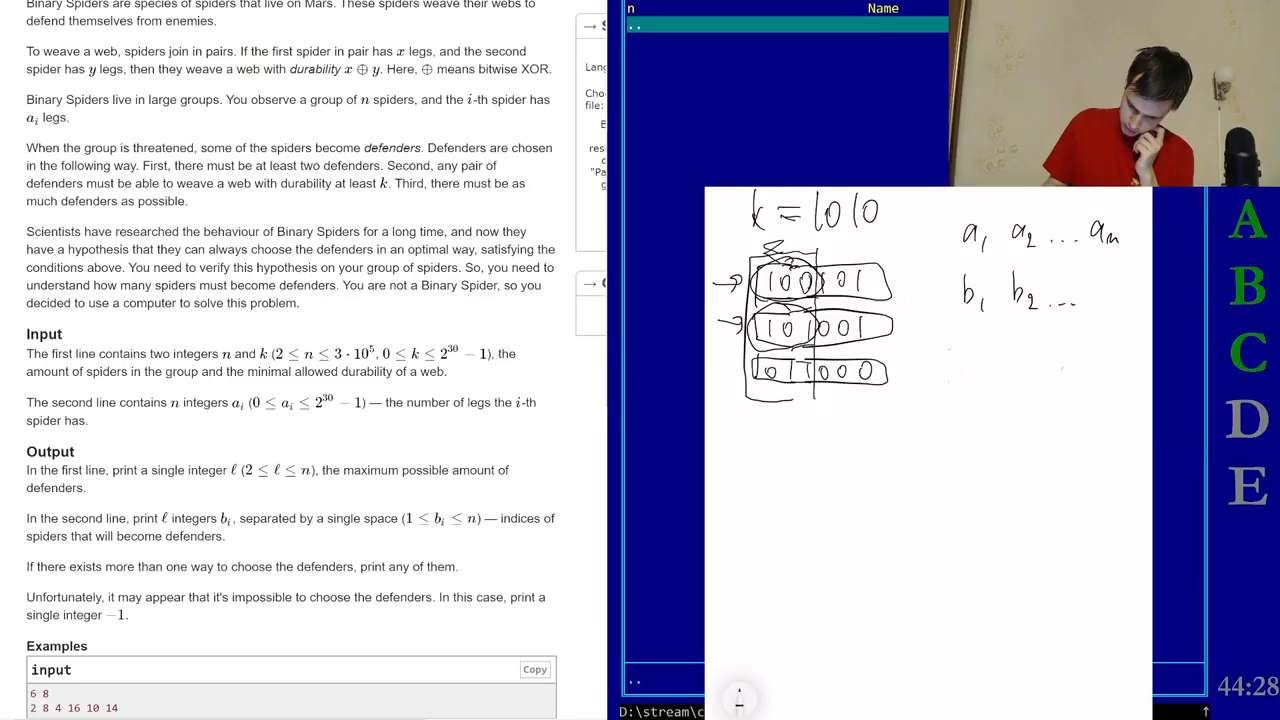 Binary Spiders are species of spiders that live on Mars. These spiders weave their webs to
defend themselves from enemies.
To weave a web, spiders join in pairs. If the first spider in pair has x legs, and the second
spider has y legs, then they weave a web with durability x ⊕ y. Here, ⊕ means bitwise XOR.
Binary Spiders live in large groups. You observe a group of n spiders, and the i-th spider has
a_i legs.
When the group is threatened, some of the spiders become defenders. Defenders are chosen
in the following way. First, there must be at least two defenders. Second, any pair of
defenders must be able to weave a web with durability at least k. Third, there must be as
much defenders as possible.
Scientists have researched the behaviour of Binary Spiders for a long time, and now they
have a hypothesis that they can always choose the defenders in an optimal way, satisfying the
conditions above. You need to verify this hypothesis on your group of spiders. So, you need to
understand how many spiders must become defenders. You are not a Binary Spider, so you
decided to use a computer to solve this problem.
Input
The first line contains two integers n and k (2 ≤ n ≤ 3 · 10^5, 0 ≤ k ≤ 2^30 − 1), the
amount of spiders in the group and the minimal allowed durability of a web.
The second line contains n integers a_i (0 ≤ a_i ≤ 2^30 − 1) — the number of legs the i-th
spider has.
Output
In the first line, print a single integer ℓ (2 ≤ ℓ ≤ n), the maximum possible amount of
defenders.
In the second line, print ℓ integers b_i, separated by a single space (1 ≤ b_i ≤ n) — indices of
spiders that will become defenders.
If there exists more than one way to choose the defenders, print any of them.
Unfortunately, it may appear that it's impossible to choose the defenders. In this case, print a
single integer −1.
Examples
input Copy
6 8
2 8 4 16 10 14
→ S
Lang
Choo
file:
B
res
c
"Pa
g
→ C
n Name
..
k = 1010
100101
101001
1011000
a1 a2 ... an
b1 b2 ...
..
D:\stream\c
A
B
C
D
E
44:28